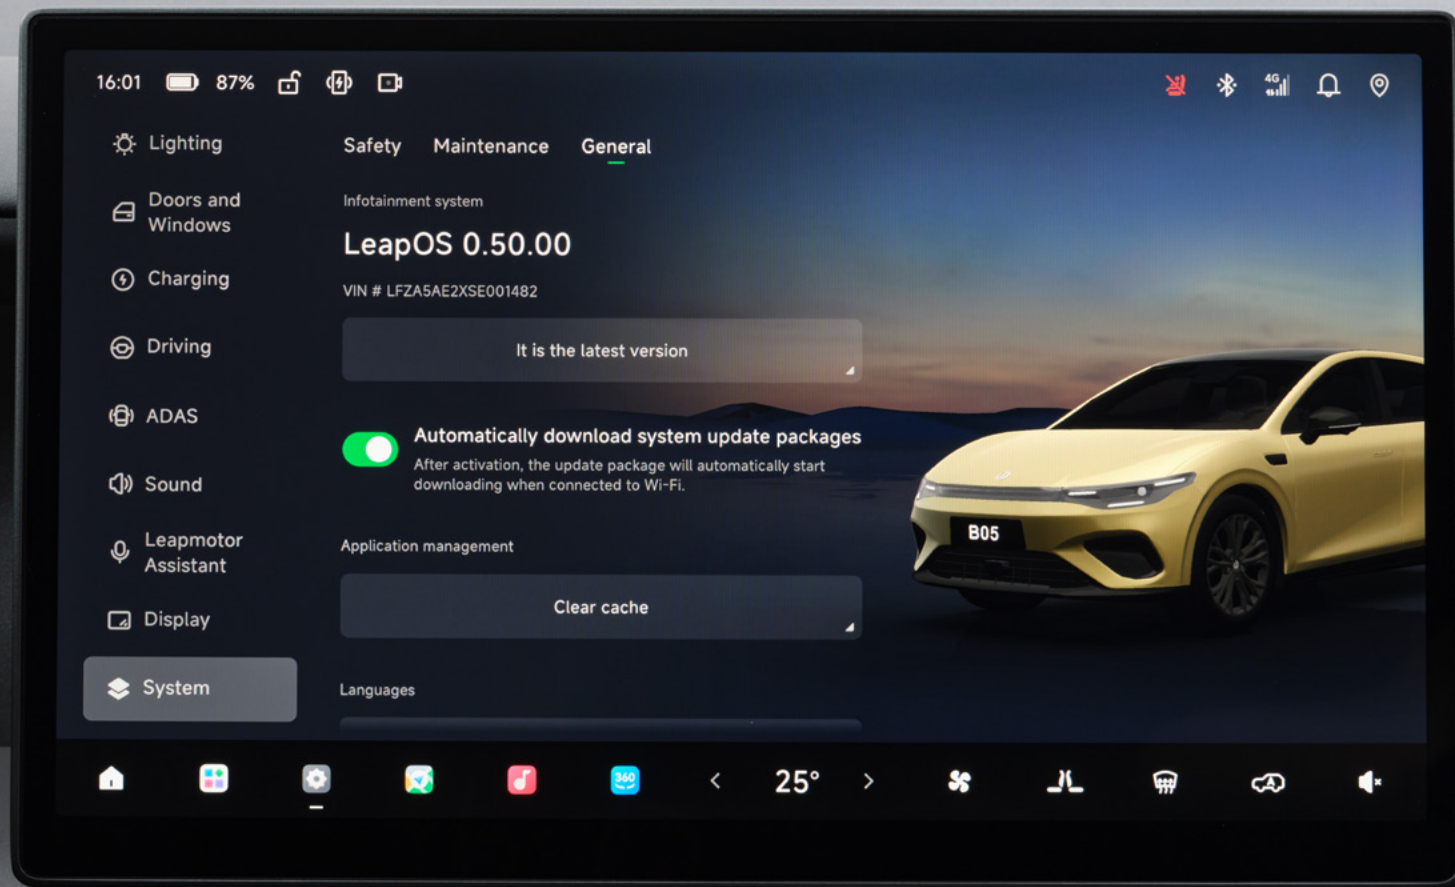 16:01 87%
4G
Lighting
Doors and
Windows
Charging
Driving
ADAS
Sound
Leapmotor
Assistant
Display
System
Safety Maintenance General
Infotainment system
LeapOS 0.50.00
VIN # LFZA5AE2XSE001482
It is the latest version
Automatically download system update packages
After activation, the update package will automatically start
downloading when connected to Wi-Fi.
Application management
Clear cache
Languages
B05
360
25°
A